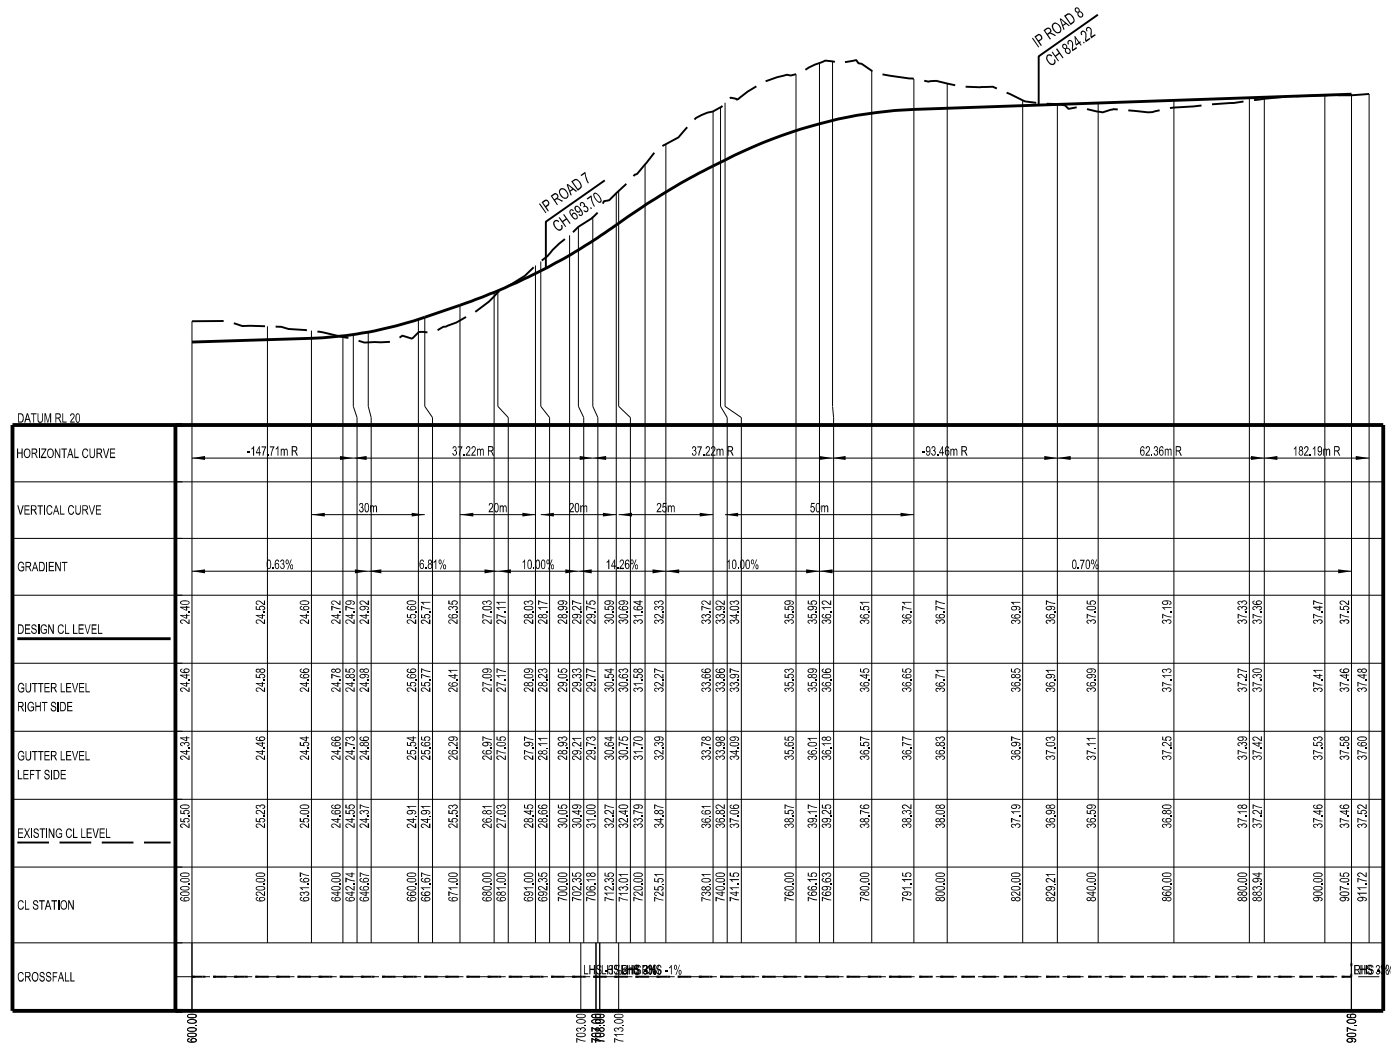 IP ROAD 8
CH 824.22
IP ROAD 7
CH 693.70
DATUM RL 20
HORIZONTAL CURVE -147.71m R 37.22m R 37.22m R -93.46m R 62.36m R 182.19m R
VERTICAL CURVE 30m 20m 20m 25m 50m
GRADIENT 0.63% 6.81% 10.00% 14.26% 10.00% 0.70%
DESIGN CL LEVEL 24.40 24.52 24.60 24.72 24.79 24.92 25.60 25.71 26.35 27.03 27.11 28.03 28.17 28.99 29.27 29.75 30.59 30.69 31.64 32.33 33.72 33.92 34.03 35.59 35.95 36.12 36.51 36.71 36.77 36.91 36.97 37.05 37.19 37.33 37.36 37.47 37.52
GUTTER LEVEL
RIGHT SIDE 24.46 24.58 24.66 24.78 24.85 24.98 25.66 25.77 26.41 27.09 27.17 28.09 28.23 29.05 29.33 29.77 30.54 30.63 31.58 32.27 33.66 33.86 33.97 35.53 35.89 36.06 36.45 36.65 36.71 36.85 36.91 36.99 37.13 37.27 37.30 37.41 37.46 37.48
GUTTER LEVEL
LEFT SIDE 24.34 24.46 24.54 24.66 24.73 24.86 25.54 25.65 26.29 26.97 27.05 27.97 28.11 28.93 29.21 29.73 30.64 30.75 31.70 32.39 33.78 33.98 34.09 35.65 36.01 36.18 36.57 36.77 36.83 36.97 37.03 37.11 37.25 37.39 37.42 37.53 37.58 37.60
EXISTING CL LEVEL 25.50 25.23 25.00 24.66 24.55 24.37 24.91 24.91 25.53 26.81 27.03 28.45 28.66 30.05 30.49 31.00 32.27 32.40 33.79 34.87 36.61 36.82 37.06 38.57 39.17 39.25 38.76 38.32 38.08 37.19 36.98 36.59 36.80 37.18 37.27 37.46 37.46 37.52
CL STATION 600.00 620.00 631.67 640.00 642.74 646.67 660.00 661.67 671.00 680.00 681.00 691.00 692.35 700.00 702.35 706.18 712.35 713.01 720.00 725.51 738.01 740.00 741.15 760.00 766.15 769.63 780.00 791.15 800.00 820.00 829.21 840.00 860.00 880.00 883.94 900.00 907.05 911.72
CROSSFALL -1%
600.00 703.00 713.00 907.05